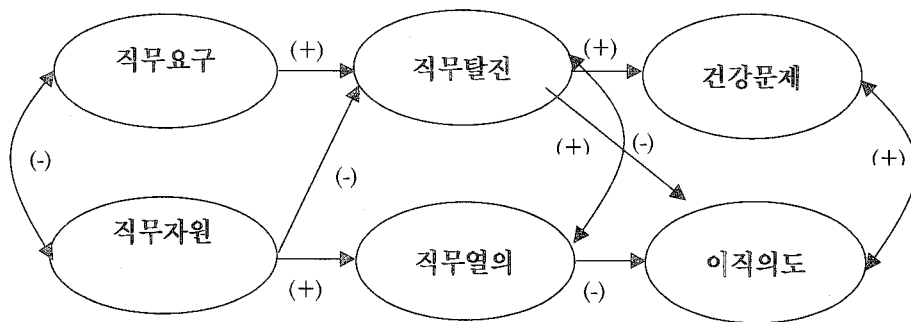 직무요구 (+) 직무탈진 (+) 건강문제
(-) (-) (+) (-) (+)
직무자원 (+) 직무열의 (-) 이직의도